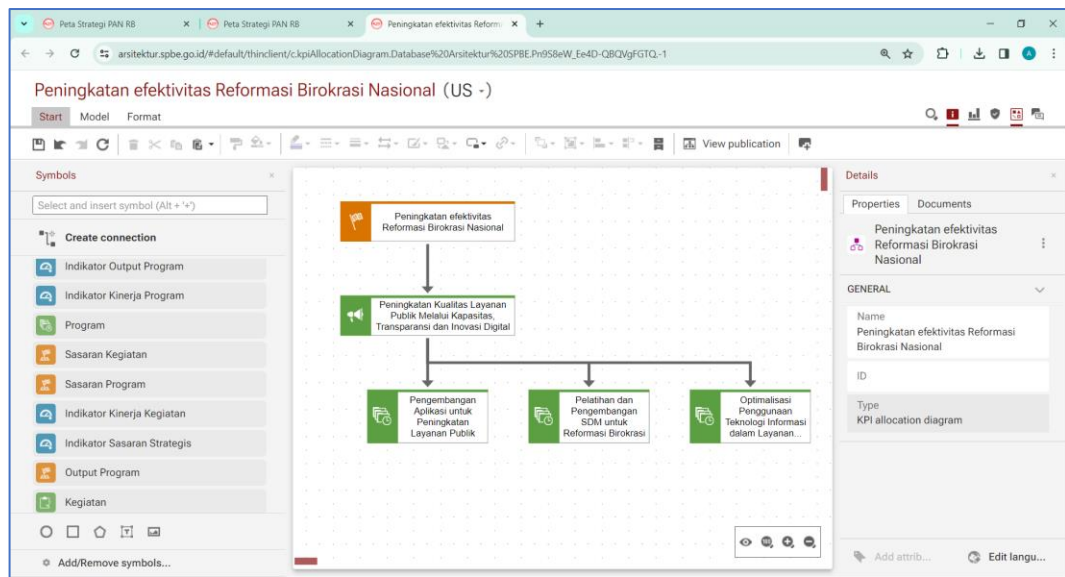 Peta Strategi PAN RB
Peta Strategi PAN RB
Peningkatan efektivitas Reform
arsitektur.spbe.go.id/#default/thinclient/c.kpiAllocationDiagram.Database%20Arsitektur%20SPBE.Pn9S8eW_Ee4D-QBQVgFGTQ.-1
A
Peningkatan efektivitas Reformasi Birokrasi Nasional (US -)
Start Model Format
View publication
Symbols
Select and insert symbol (Alt + '+')
Create connection
Indikator Output Program
Indikator Kinerja Program
Program
Sasaran Kegiatan
Sasaran Program
Indikator Kinerja Kegiatan
Indikator Sasaran Strategis
Output Program
Kegiatan
Add/Remove symbols...
Peningkatan efektivitas
Reformasi Birokrasi Nasional
Peningkatan Kualitas Layanan
Publik Melalui Kapasitas,
Transparansi dan Inovasi Digital
Pengembangan
Aplikasi untuk
Peningkatan
Layanan Publik
Pelatihan dan
Pengembangan
SDM untuk
Reformasi Birokrasi
Optimalisasi
Penggunaan
Teknologi Informasi
dalam Layanan...
Details
Properties Documents
Peningkatan efektivitas
Reformasi Birokrasi
Nasional
GENERAL
Name
Peningkatan efektivitas Reformasi
Birokrasi Nasional
ID
Type
KPI allocation diagram
Add attrib...
Edit langu...